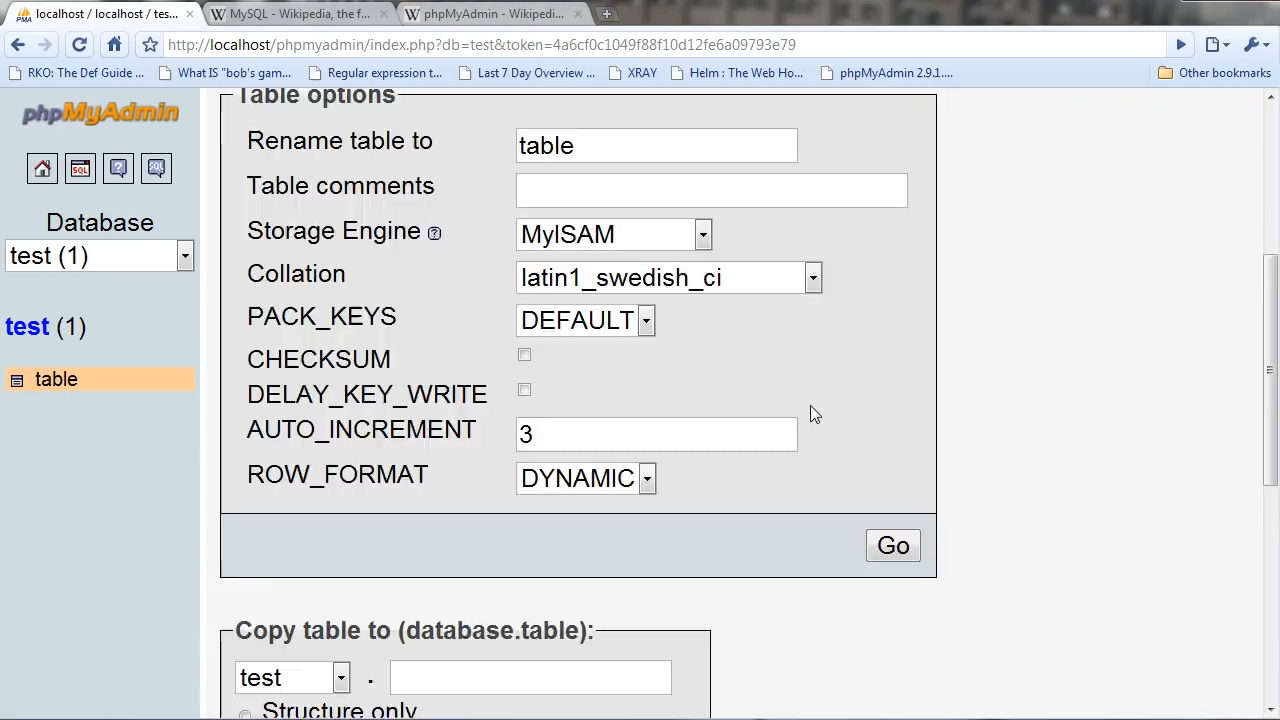 localhost / localhost / tes...
MySQL - Wikipedia, the f...
phpMyAdmin - Wikipedi...
http://localhost/phpmyadmin/index.php?db=test&token=4a6cf0c1049f88f10d12fe6a09793e79
RKO: The Def Guide ...
What IS "bob's gam...
Regular expression t...
Last 7 Day Overview ...
XRAY
Helm : The Web Ho...
phpMyAdmin 2.9.1....
Other bookmarks
phpMyAdmin
SQL
SQL
Database
test (1)
test (1)
table
Table options
Rename table to
table
Table comments
Storage Engine
MyISAM
Collation
latin1_swedish_ci
PACK_KEYS
DEFAULT
CHECKSUM
DELAY_KEY_WRITE
AUTO_INCREMENT
3
ROW_FORMAT
DYNAMIC
Go
Copy table to (database.table):
test
.
Structure only